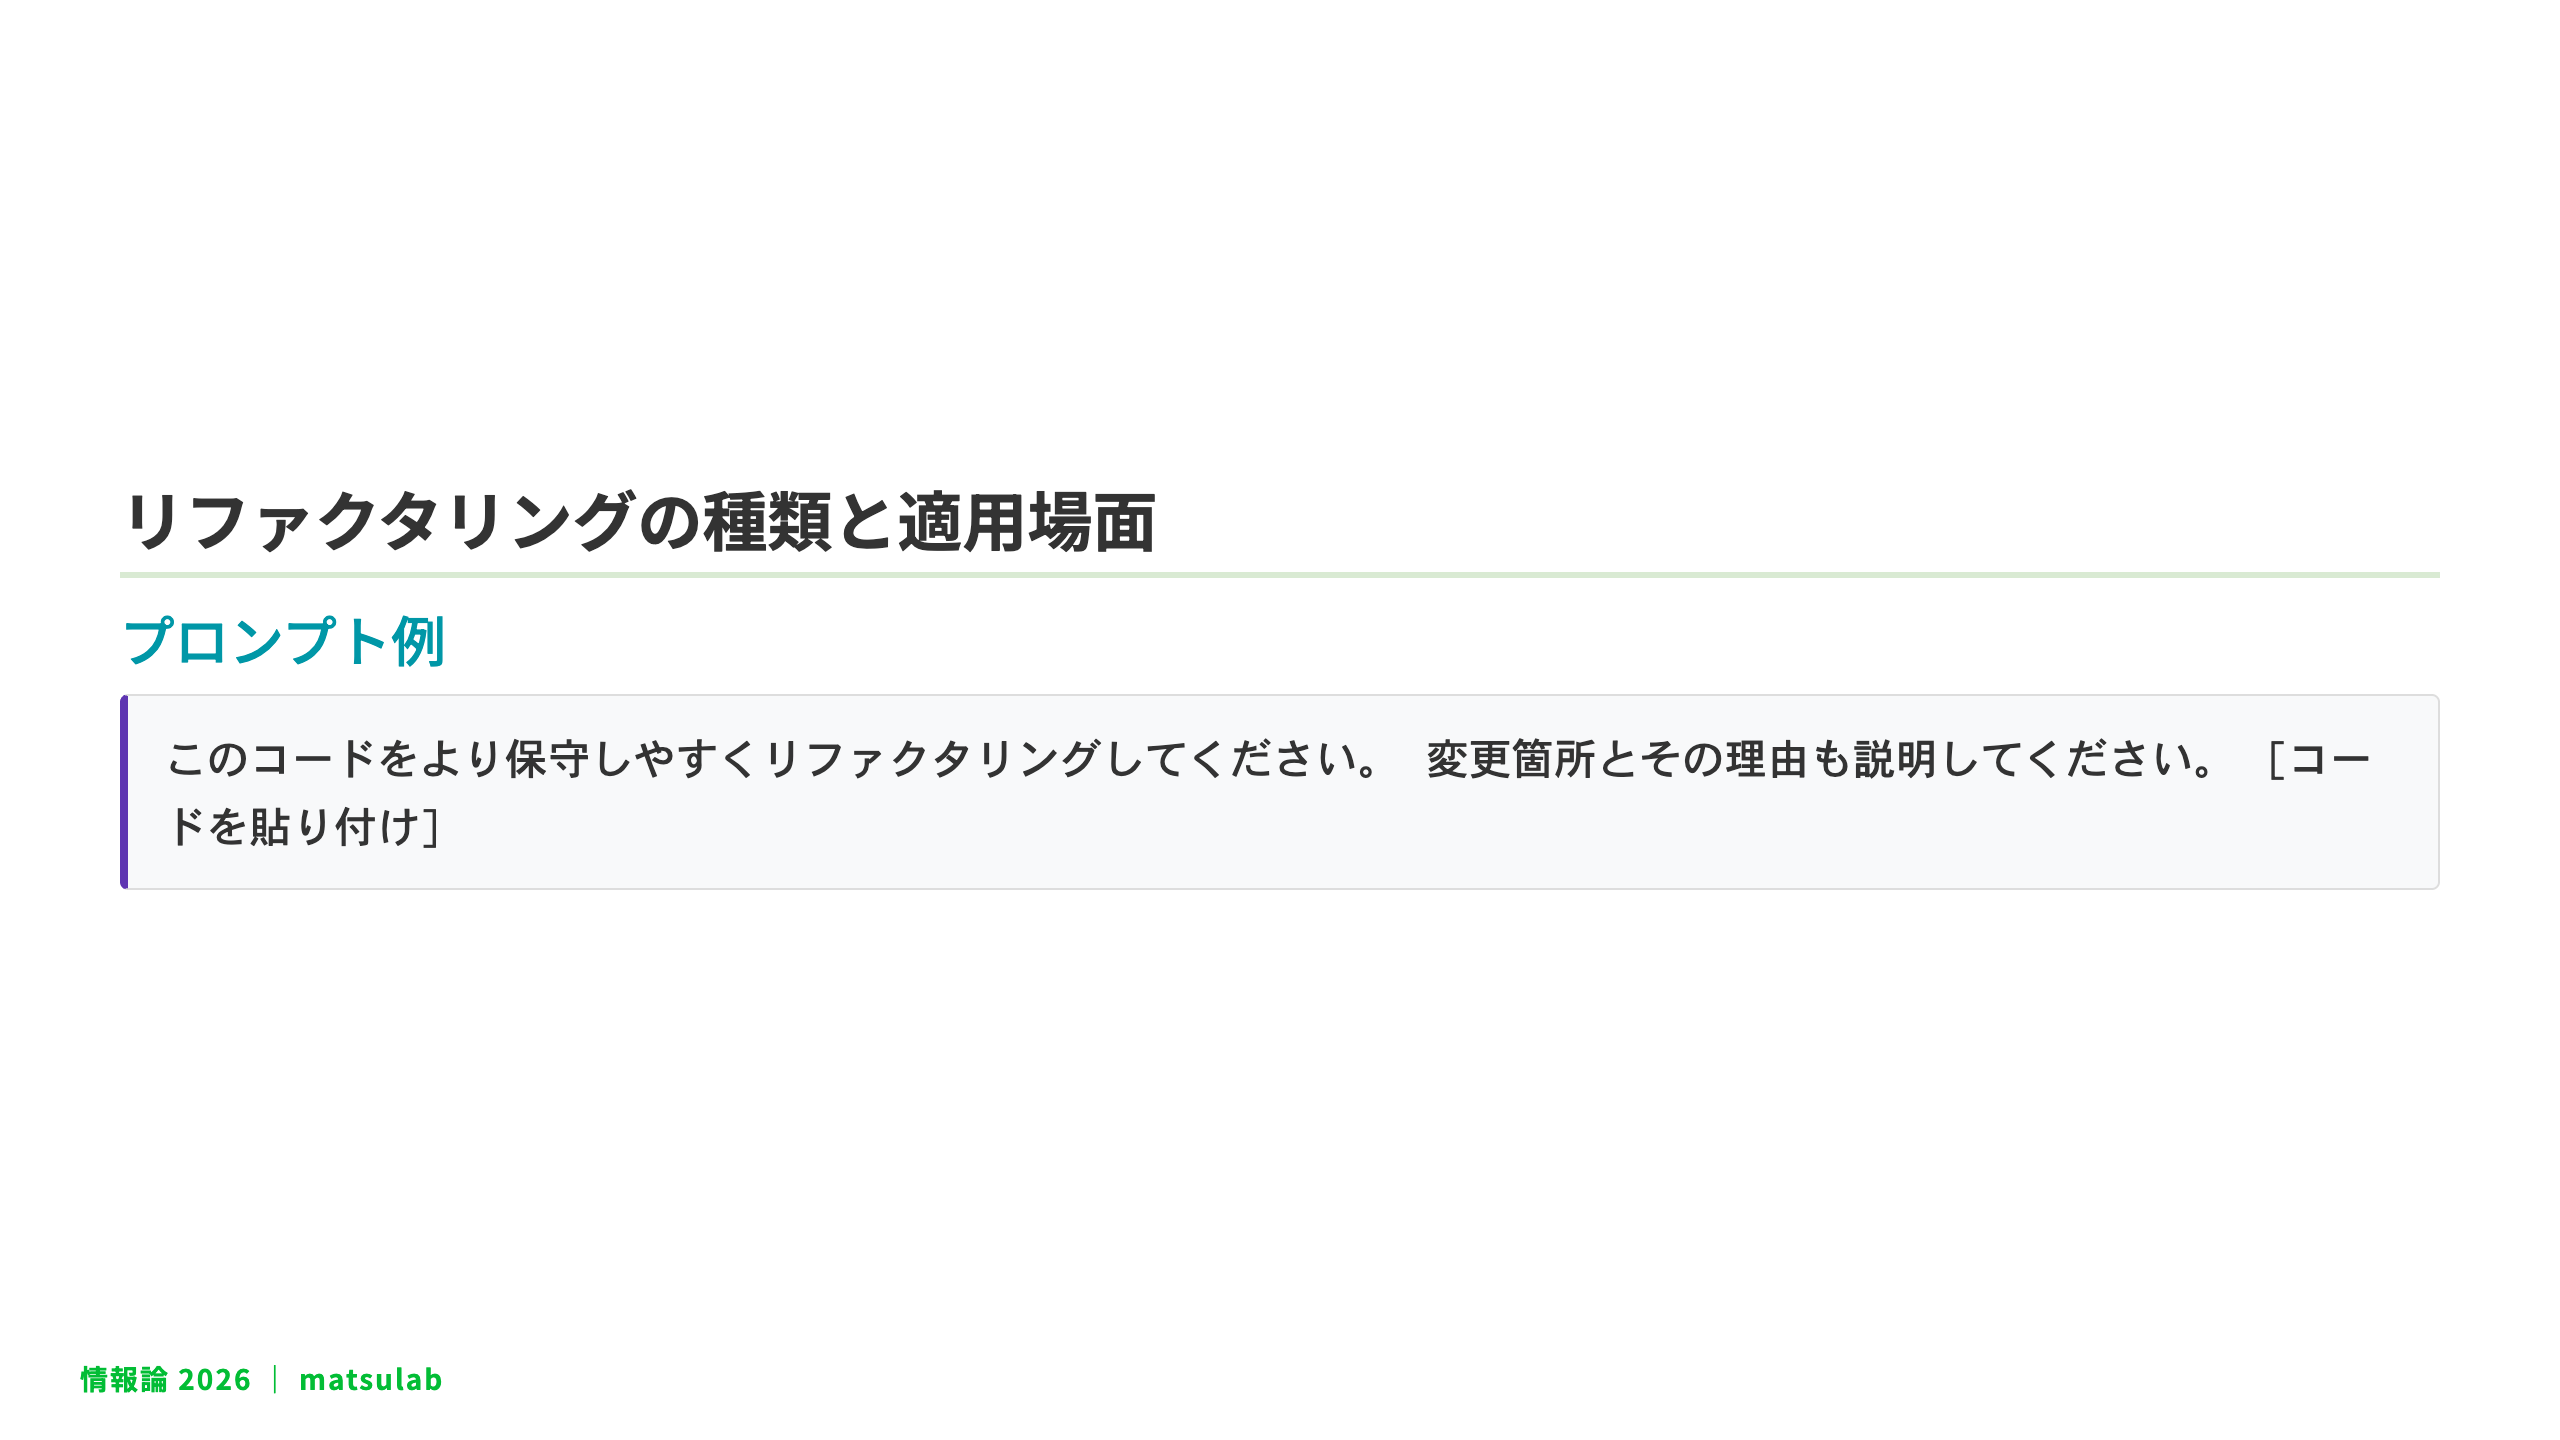 リファクタリングの種類と適用場面
プロンプト例
このコードをより保守しやすくリファクタリングしてください。 変更箇所とその理由も説明してください。 [コー
ドを貼り付け]
情報論 2026 ｜ matsulab